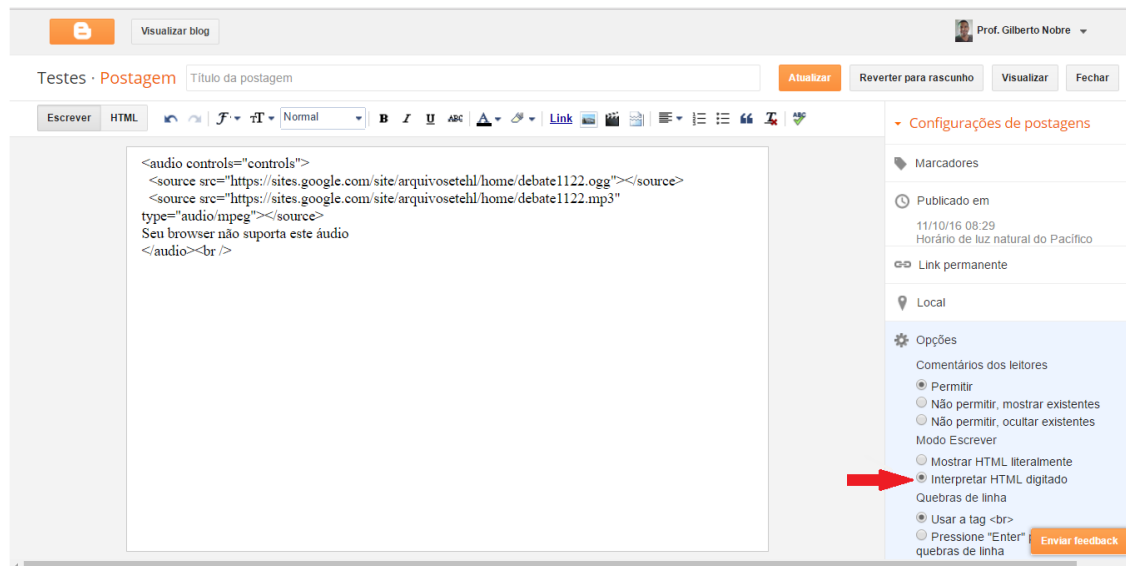 Visualizar blog
Prof. Gilberto Nobre
Testes · Postagem
Título da postagem
Atualizar
Reverter para rascunho
Visualizar
Fechar
Escrever
HTML
Normal
B I U ABC A Link
Configurações de postagens
<audio controls="controls">
<source src="https://sites.google.com/site/arquivosetehl/home/debate1122.ogg"></source>
<source src="https://sites.google.com/site/arquivosetehl/home/debate1122.mp3"
type="audio/mpeg"></source>
Seu browser não suporta este áudio
</audio><br />
Marcadores
Publicado em
11/10/16 08:29
Horário de luz natural do Pacífico
Link permanente
Local
Opções
Comentários dos leitores
Permitir
Não permitir, mostrar existentes
Não permitir, ocultar existentes
Modo Escrever
Mostrar HTML literalmente
Interpretar HTML digitado
Quebras de linha
Usar a tag <br>
Pressione "Enter"
quebras de linha
Enviar feedback